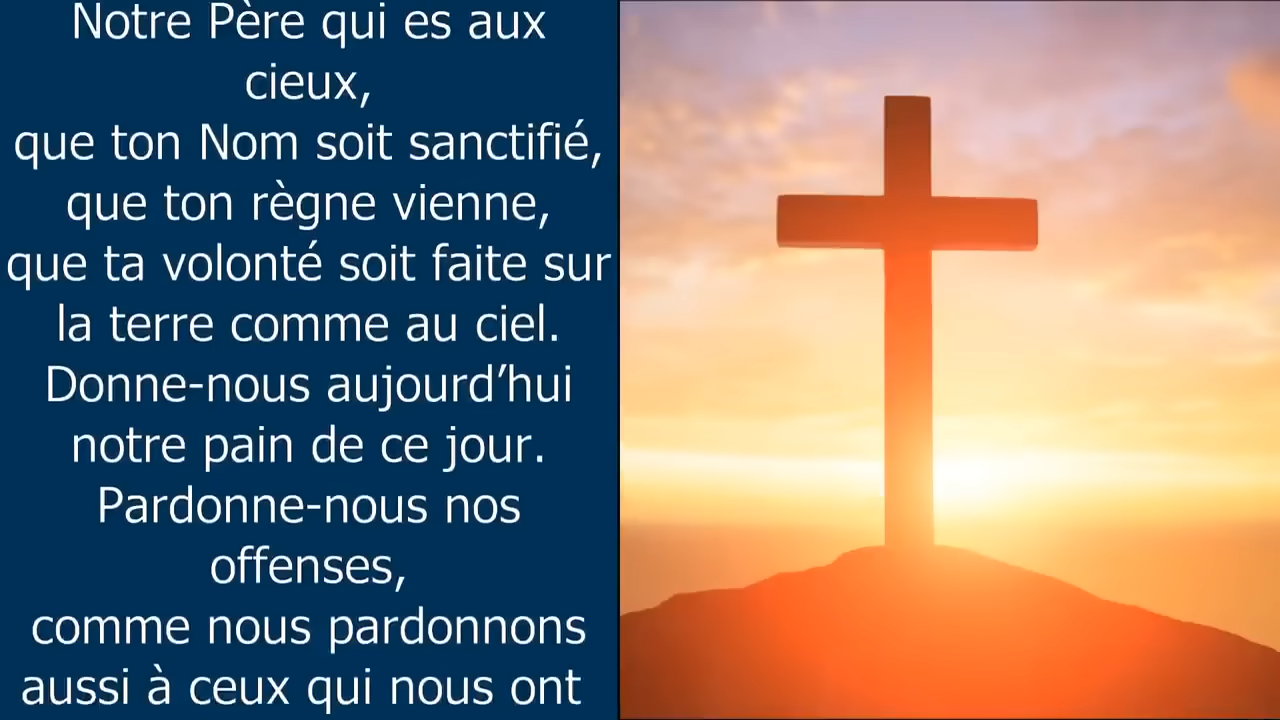 Notre Père qui es aux
cieux,
que ton Nom soit sanctifié,
que ton règne vienne,
que ta volonté soit faite sur
la terre comme au ciel.
Donne-nous aujourd’hui
notre pain de ce jour.
Pardonne-nous nos
offenses,
comme nous pardonnons
aussi à ceux qui nous ont